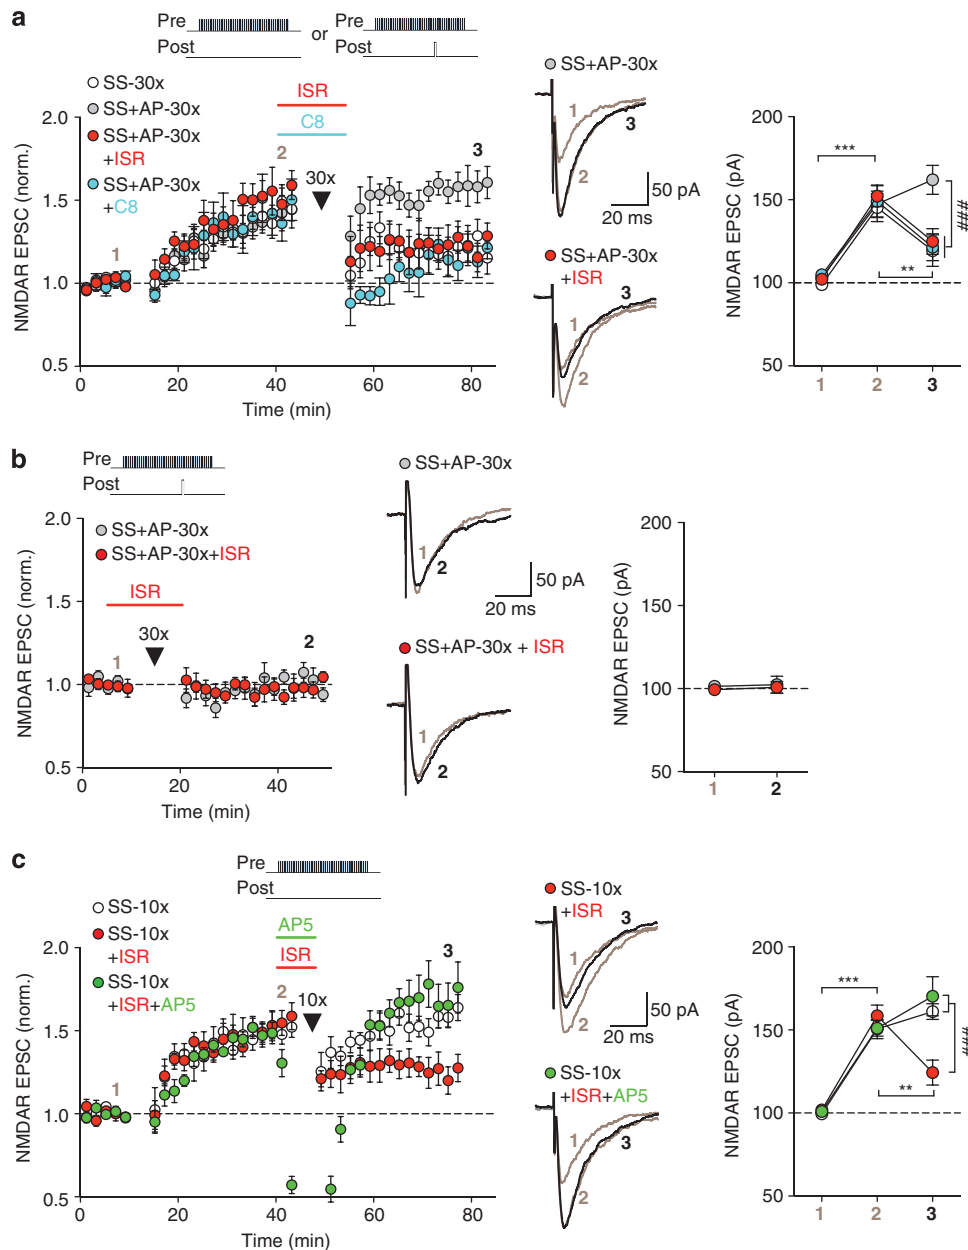 a
Pre
Post
or
Pre
Post
SS-30x
SS+AP-30x
SS+AP-30x
+ISR
SS+AP-30x
+C8
ISR
C8
30x
1
2
3
NMDAR EPSC (norm.)
2.0
1.5
1.0
0.5
0
20
40
60
80
Time (min)
SS+AP-30x
1
2
3
50 pA
20 ms
SS+AP-30x
+ISR
1
2
3
NMDAR EPSC (pA)
200
150
100
50
***
**
###
1
2
3
b
Pre
Post
SS+AP-30x
SS+AP-30x+ISR
ISR
30x
1
2
NMDAR EPSC (norm.)
2.0
1.5
1.0
0.5
0
20
40
Time (min)
SS+AP-30x
1
2
50 pA
20 ms
SS+AP-30x + ISR
1
2
NMDAR EPSC (pA)
200
150
100
50
1
2
c
Pre
Post
SS-10x
SS-10x
+ISR
SS-10x
+ISR+AP5
AP5
ISR
10x
1
2
3
NMDAR EPSC (norm.)
2.0
1.5
1.0
0.5
0
20
40
60
80
Time (min)
SS-10x
+ISR
1
2
3
50 pA
20 ms
SS-10x
+ISR+AP5
1
2
3
NMDAR EPSC (pA)
200
150
100
50
***
**
###
1
2
3